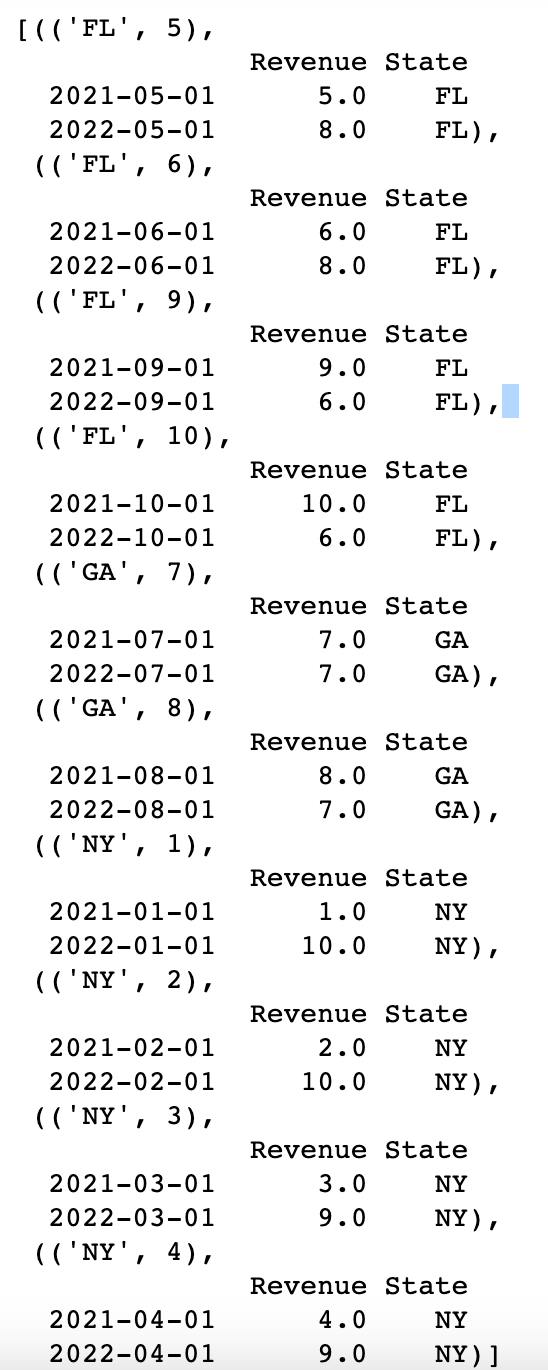 [(('FL', 5),
Revenue State
2021-05-01 5.0 FL
2022-05-01 8.0 FL),
(('FL', 6),
Revenue State
2021-06-01 6.0 FL
2022-06-01 8.0 FL),
(('FL', 9),
Revenue State
2021-09-01 9.0 FL
2022-09-01 6.0 FL),
(('FL', 10),
Revenue State
2021-10-01 10.0 FL
2022-10-01 6.0 FL),
(('GA', 7),
Revenue State
2021-07-01 7.0 GA
2022-07-01 7.0 GA),
(('GA', 8),
Revenue State
2021-08-01 8.0 GA
2022-08-01 7.0 GA),
(('NY', 1),
Revenue State
2021-01-01 1.0 NY
2022-01-01 10.0 NY),
(('NY', 2),
Revenue State
2021-02-01 2.0 NY
2022-02-01 10.0 NY),
(('NY', 3),
Revenue State
2021-03-01 3.0 NY
2022-03-01 9.0 NY),
(('NY', 4),
Revenue State
2021-04-01 4.0 NY
2022-04-01 9.0 NY)]